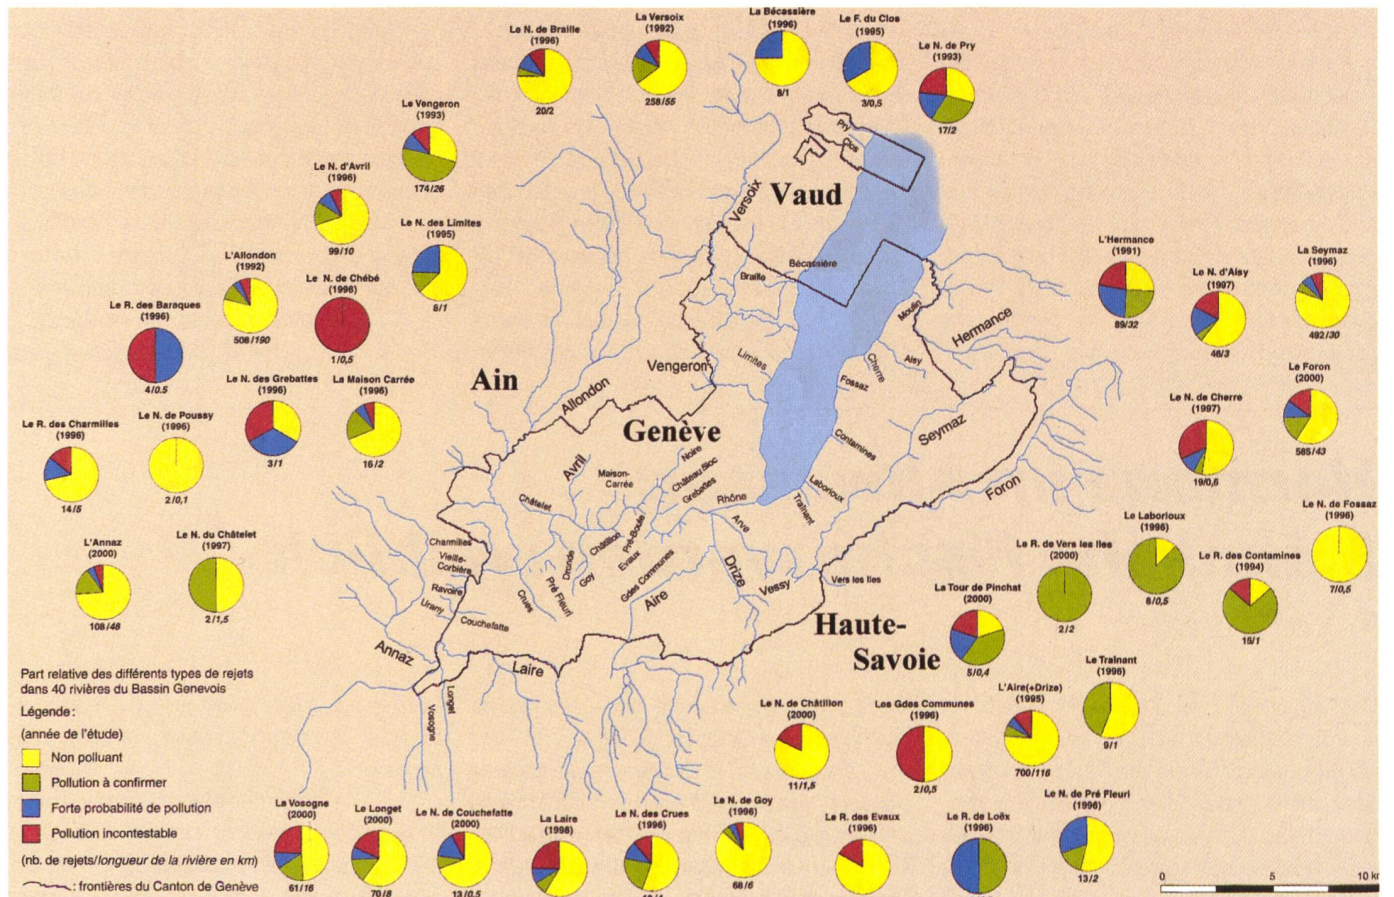 Le N. de Braille
(1996)
20/2
La Versoix
(1992)
258/55
La Bécassière
(1996)
8/1
Le F. du Clos
(1995)
3/0,5
Le N. de Pry
(1993)
17/2
Le Vengeron
(1993)
174/26
Le N. d'Avril
(1996)
99/10
Le N. des Limites
(1995)
8/1
L'Allondon
(1992)
508/190
Le N. de Chébé
(1996)
1/0,5
Le R. des Baraques
(1996)
4/0.5
Le N. des Grebattes
(1996)
3/1
La Maison Carrée
(1996)
16/2
Le R. des Charmilles
(1996)
14/5
Le N. de Poussy
(1996)
2/0,1
L'Annaz
(2000)
108/48
Le N. du Châtelet
(1997)
2/1,5
L'Hermance
(1991)
89/32
Le N. d'Aisy
(1997)
46/3
La Seymaz
(1996)
492/30
Le Foron
(2000)
585/43
Le N. de Cherre
(1997)
19/0,6
Le N. de Fossaz
(1996)
7/0,5
Le Laborioux
(1996)
8/0,5
Le R. de Vers les Iles
(2000)
2/2
Le R. des Contamines
(1994)
15/1
La Tour de Pinchat
(2000)
5/0,4
Le Traînant
(1996)
9/1
L'Aire(+Drize)
(1995)
700/116
Les Gdes Communes
(1996)
2/0,5
Le N. de Châtillon
(2000)
11/1,5
Le N. de Pré Fleuri
(1996)
13/2
Pry
Clos
Versoix
Vaud
Braille
Bécassière
Moulin
Hermance
Limites
Vengeron
Cherre
Aisy
Fossaz
Ain
Allondon
Genève
Seymaz
Contamines
Avril
Maison-
Carrée
Noire
Château Bloc
Grebattes
Rhône
Laborioux
Traînant
Foron
Châtelet
Châtillon
Pré-Boulin
Arve
Charmilles
Vieille-
Corbière
Dronde
Evaux
Goy
Gdes Communes
Drize
Vessy
Vers les Iles
Ravoire
Urany
Crues
Pré Fleuri
Aire
Couchefatte
Haute-
Savoie
Annaz
Laire
Longet
Vosogne
Part relative des différents types de rejets
dans 40 rivières du Bassin Genevois
Légende:
(année de l'étude)
Non polluant
Pollution à confirmer
Forte probabilité de pollution
Pollution incontestable
(nb. de rejets/longueur de la rivière en km)
: frontières du Canton de Genève
La Vosogne
(2000)
61/16
Le Longet
(2000)
70/8
Le N. de Couchefatte
(2000)
13/0,5
La Laire
(1998)
Le N. des Crues
(1996)
Le N. de Goy
(1996)
68/6
Le R. des Evaux
(1996)
Le R. de Loëx
(1996)
0 5 10 km